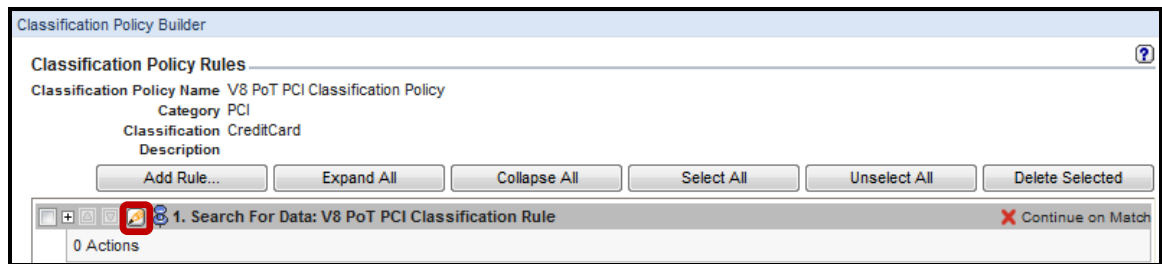 Classification Policy Builder
Classification Policy Rules
?
Classification Policy Name V8 PoT PCI Classification Policy
Category PCI
Classification CreditCard
Description
Add Rule... Expand All Collapse All Select All Unselect All Delete Selected
1. Search For Data: V8 PoT PCI Classification Rule Continue on Match
0 Actions